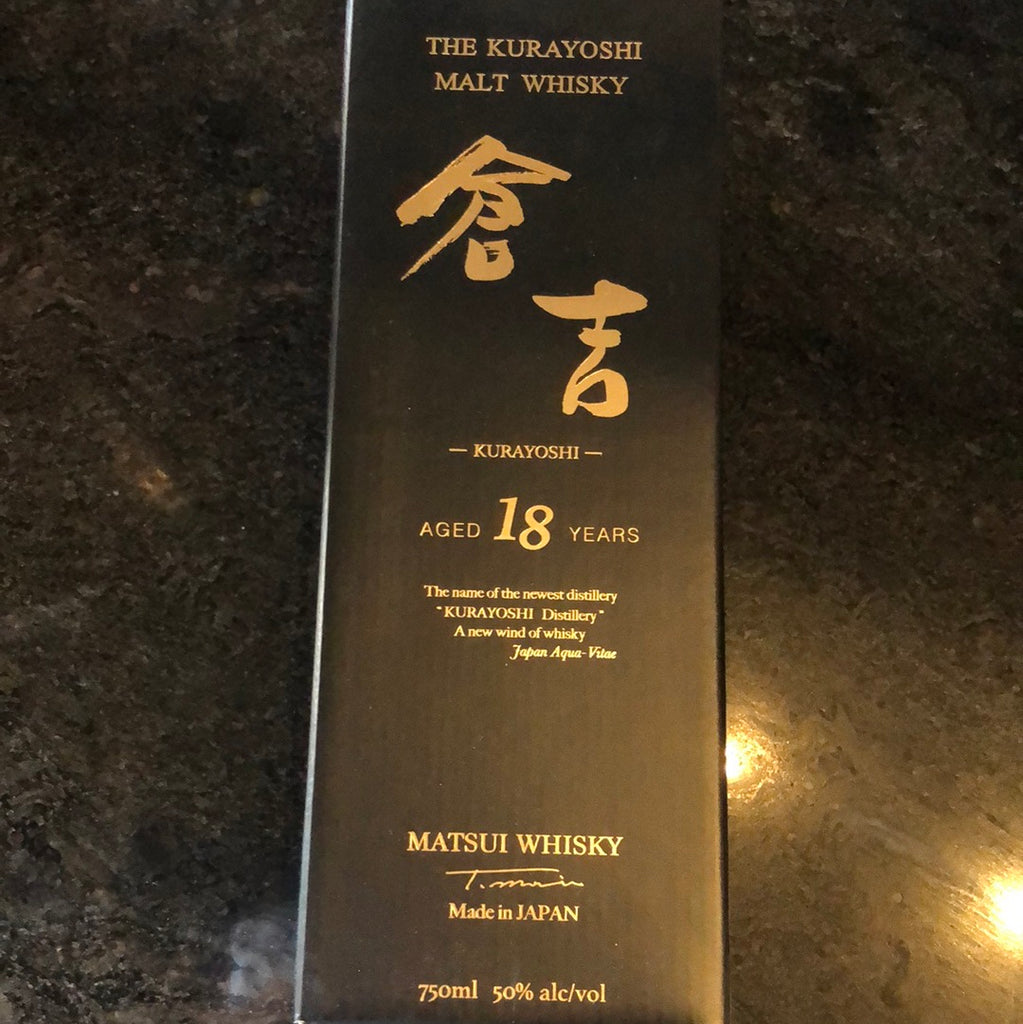 THE KURAYOSHI
MALT WHISKY
倉
吉
— KURAYOSHI —
AGED 18 YEARS
The name of the newest distillery
"KURAYOSHI Distillery"
A new wind of whisky
Japan Aqua-Vitae
MATSUI WHISKY
Made in JAPAN
750ml 50% alc/vol